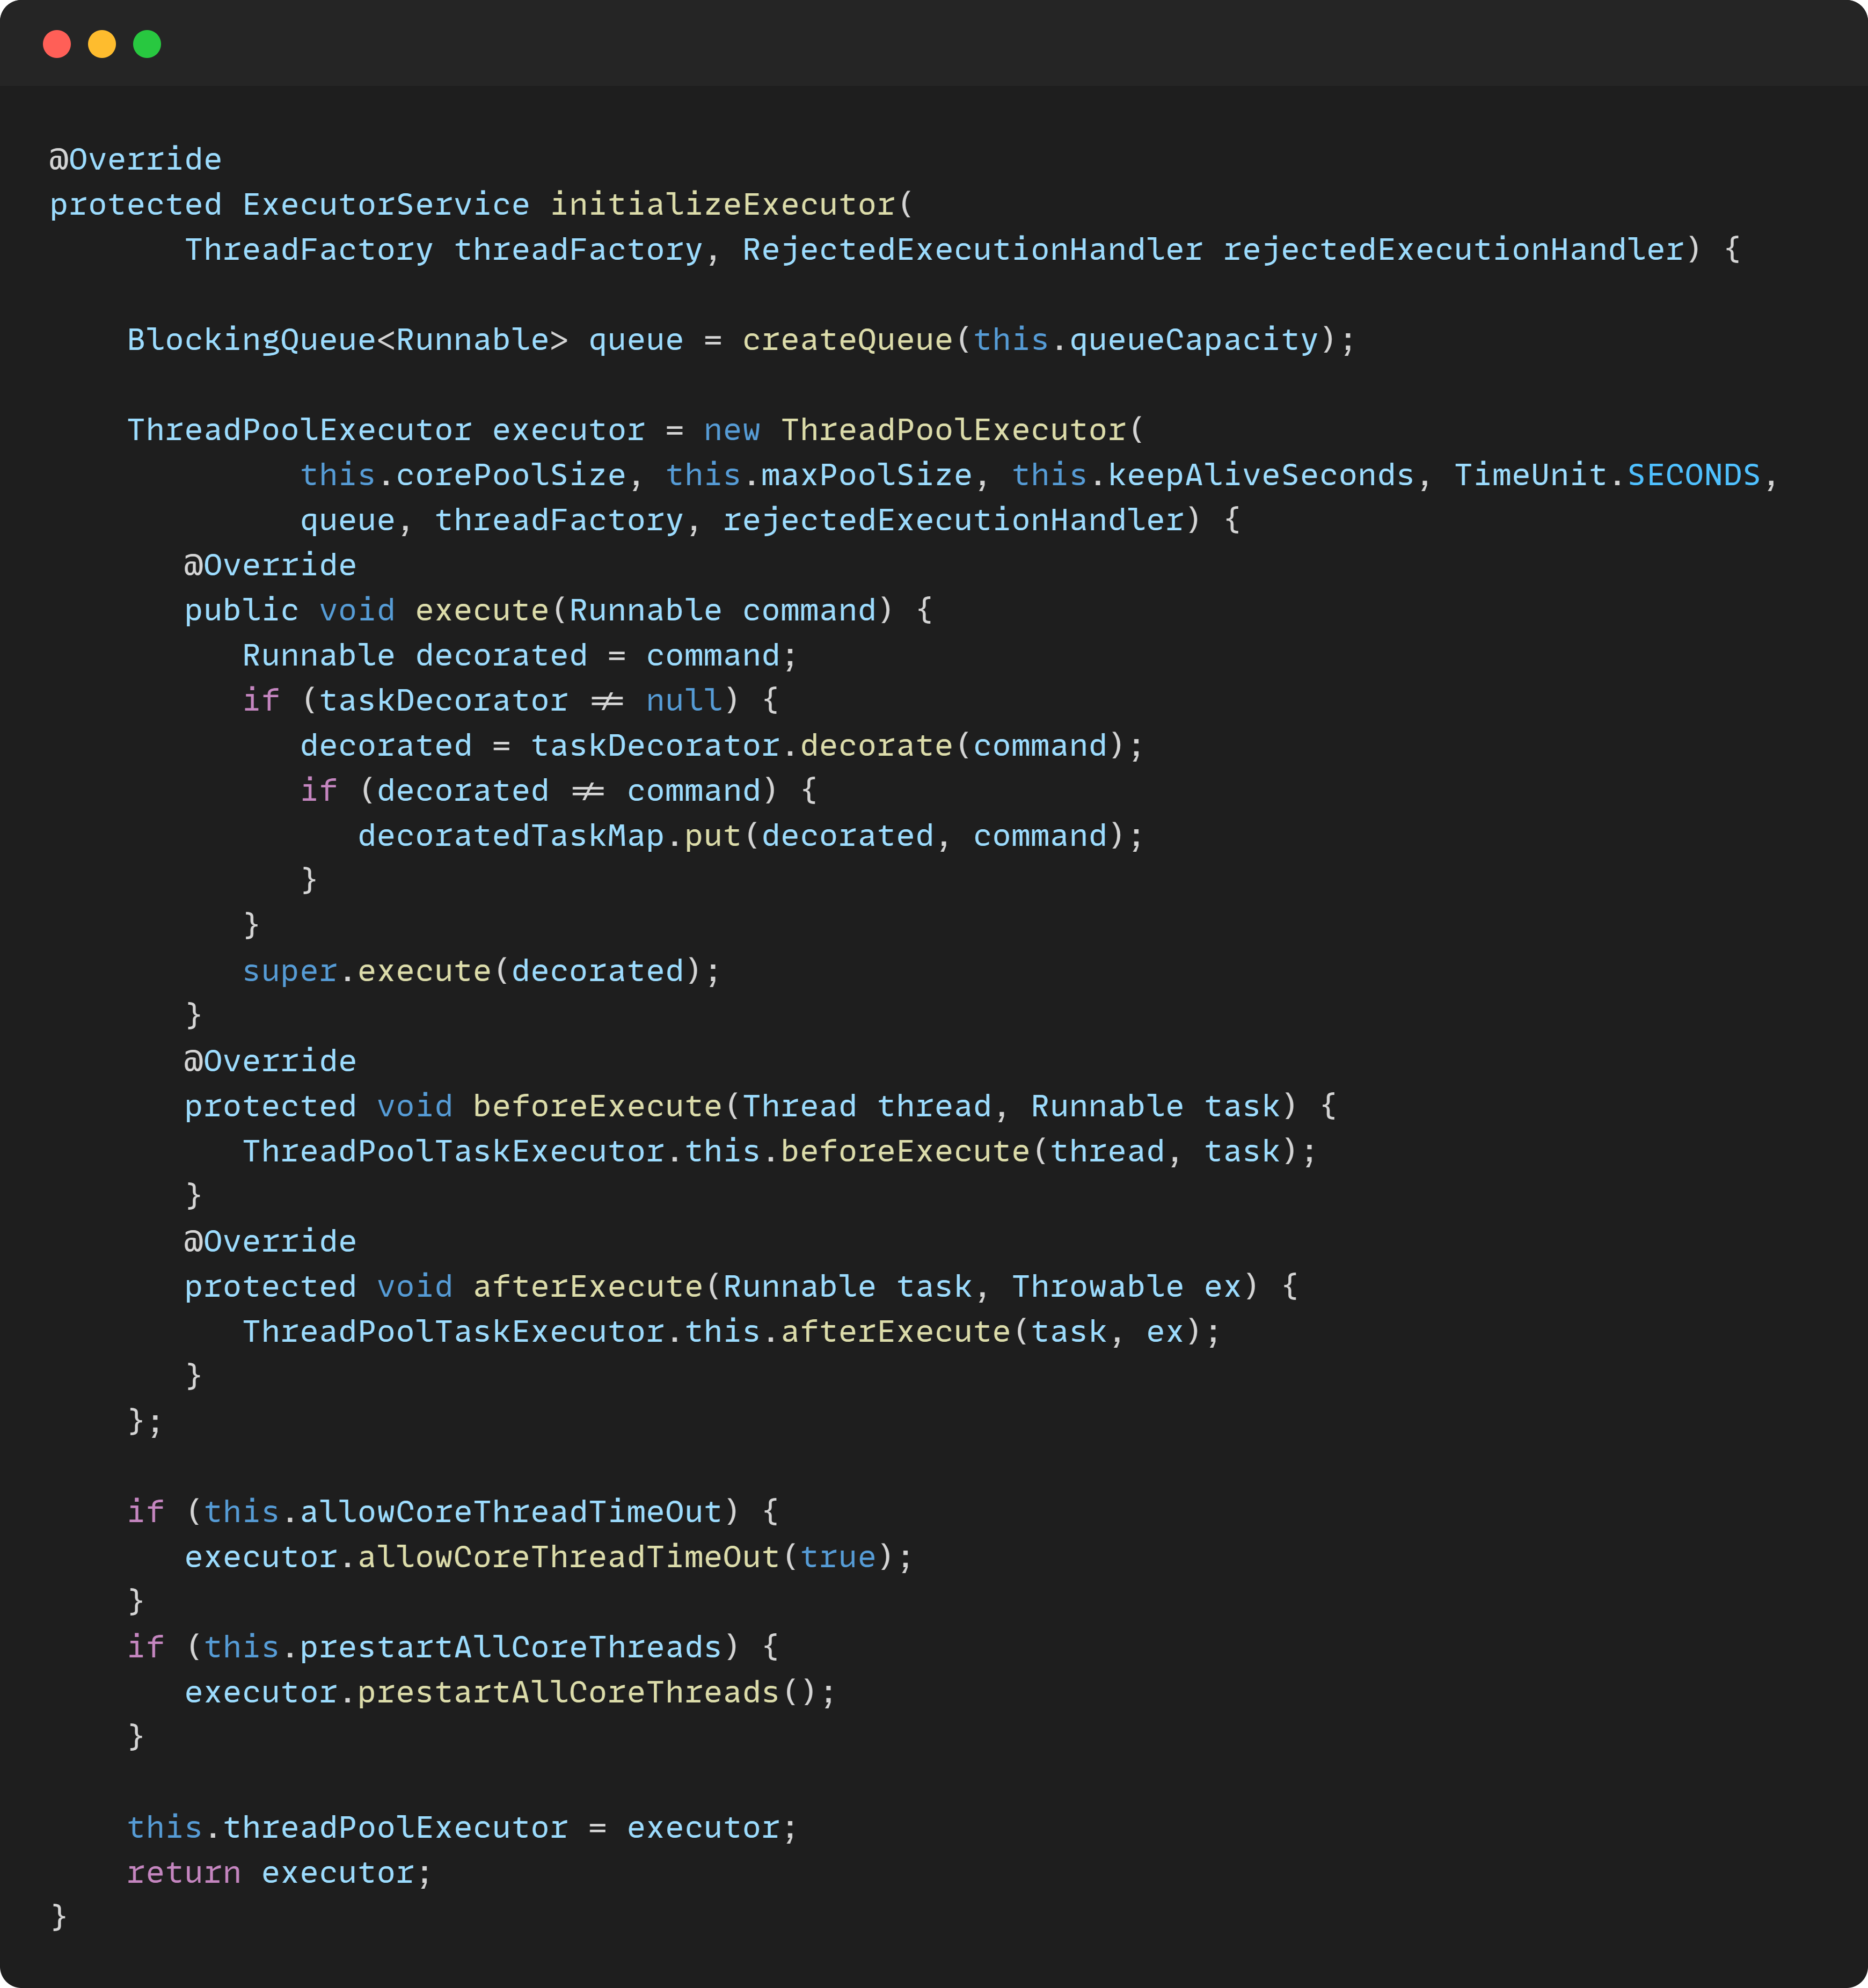 @Override
protected ExecutorService initializeExecutor(
ThreadFactory threadFactory, RejectedExecutionHandler rejectedExecutionHandler) {
BlockingQueue<Runnable> queue = createQueue(this.queueCapacity);
ThreadPoolExecutor executor = new ThreadPoolExecutor(
this.corePoolSize, this.maxPoolSize, this.keepAliveSeconds, TimeUnit.SECONDS,
queue, threadFactory, rejectedExecutionHandler) {
@Override
public void execute(Runnable command) {
Runnable decorated = command;
if (taskDecorator != null) {
decorated = taskDecorator.decorate(command);
if (decorated != command) {
decoratedTaskMap.put(decorated, command);
}
}
super.execute(decorated);
}
@Override
protected void beforeExecute(Thread thread, Runnable task) {
ThreadPoolTaskExecutor.this.beforeExecute(thread, task);
}
@Override
protected void afterExecute(Runnable task, Throwable ex) {
ThreadPoolTaskExecutor.this.afterExecute(task, ex);
}
};
if (this.allowCoreThreadTimeOut) {
executor.allowCoreThreadTimeOut(true);
}
if (this.prestartAllCoreThreads) {
executor.prestartAllCoreThreads();
}
this.threadPoolExecutor = executor;
return executor;
}